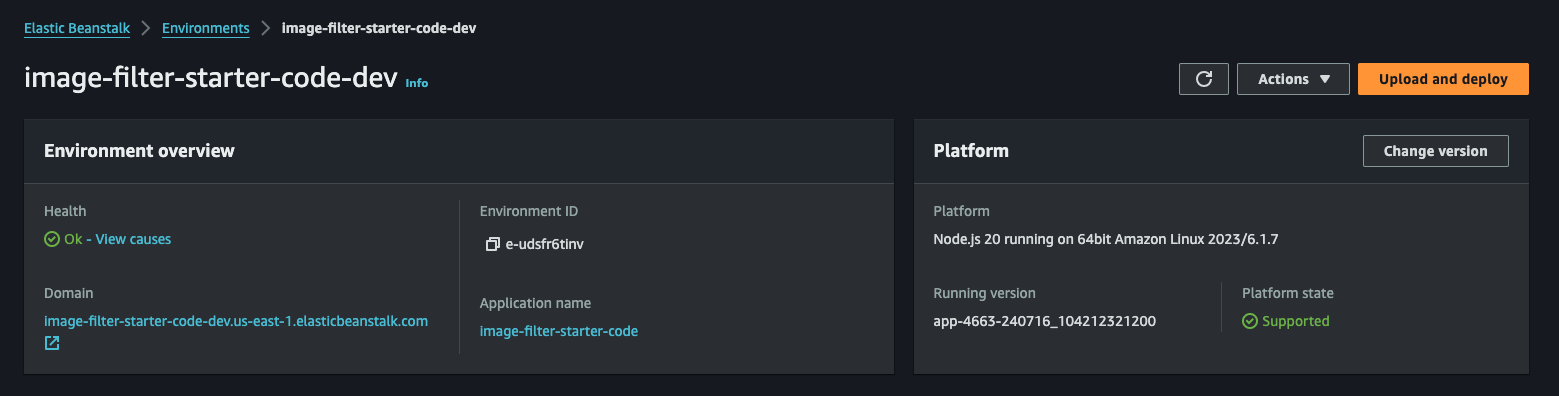 Elastic Beanstalk > Environments > image-filter-starter-code-dev
image-filter-starter-code-dev Info
Actions ▼
Upload and deploy
Environment overview
Health
Ok - View causes
Domain
image-filter-starter-code-dev.us-east-1.elasticbeanstalk.com
Environment ID
e-udsfr6tinv
Application name
image-filter-starter-code
Platform
Change version
Platform
Node.js 20 running on 64bit Amazon Linux 2023/6.1.7
Running version
app-4663-240716_104212321200
Platform state
Supported